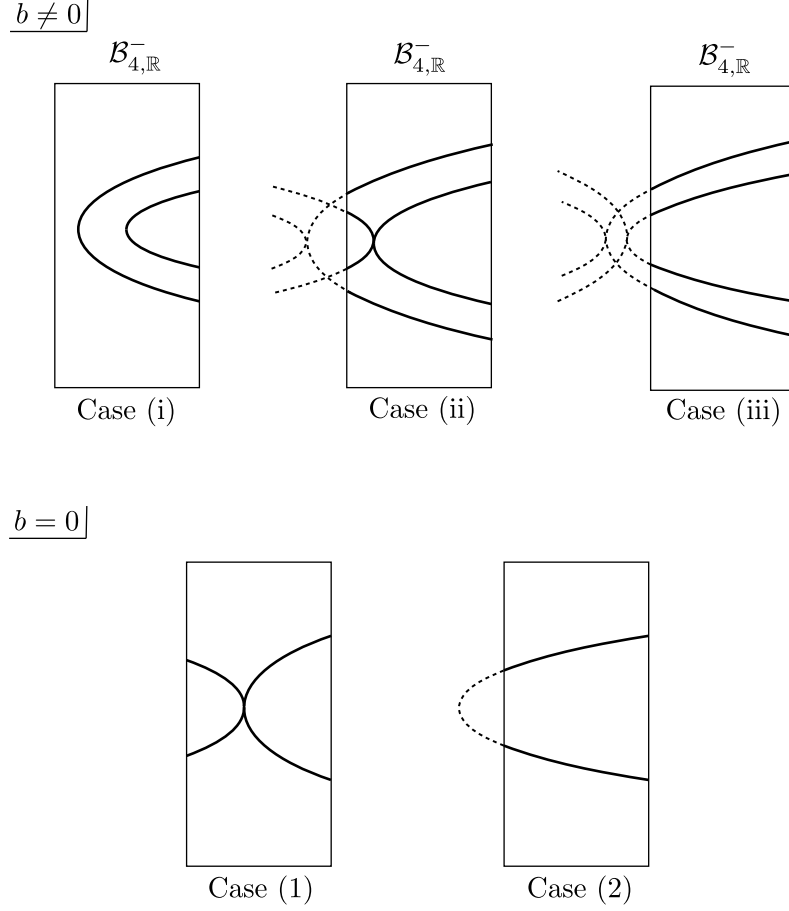 b ≠ 0
𝓑⁻₄,ℝ 𝓑⁻₄,ℝ 𝓑⁻₄,ℝ
Case (i) Case (ii) Case (iii)
b = 0
Case (1) Case (2)